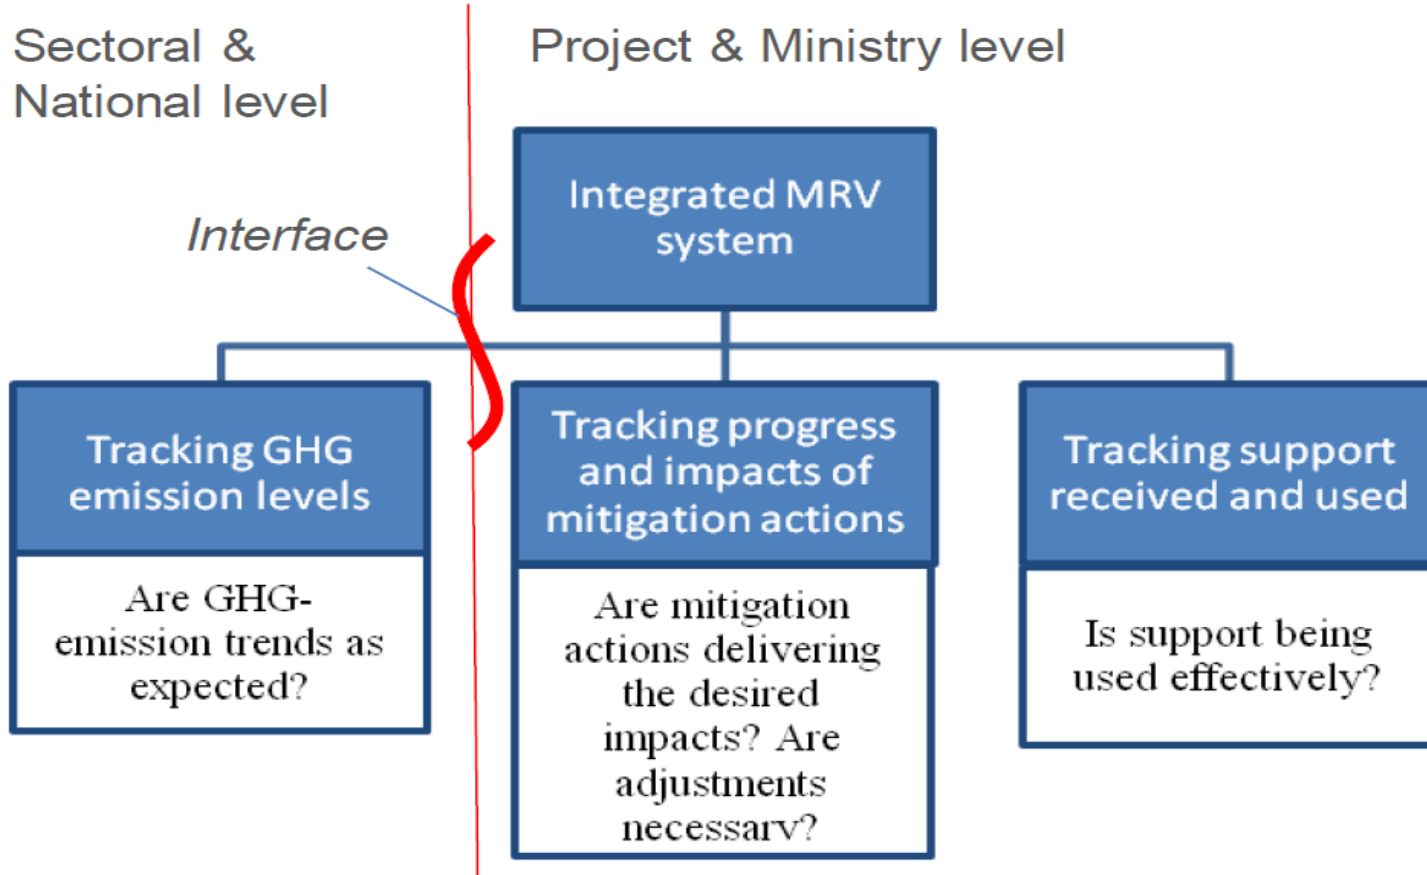 Sectoral &
National level
Project & Ministry level
Interface
Integrated MRV
system
Tracking GHG
emission levels
Are GHG-
emission trends as
expected?
Tracking progress
and impacts of
mitigation actions
Are mitigation
actions delivering
the desired
impacts? Are
adjustments
necessary?
Tracking support
received and used
Is support being
used effectively?